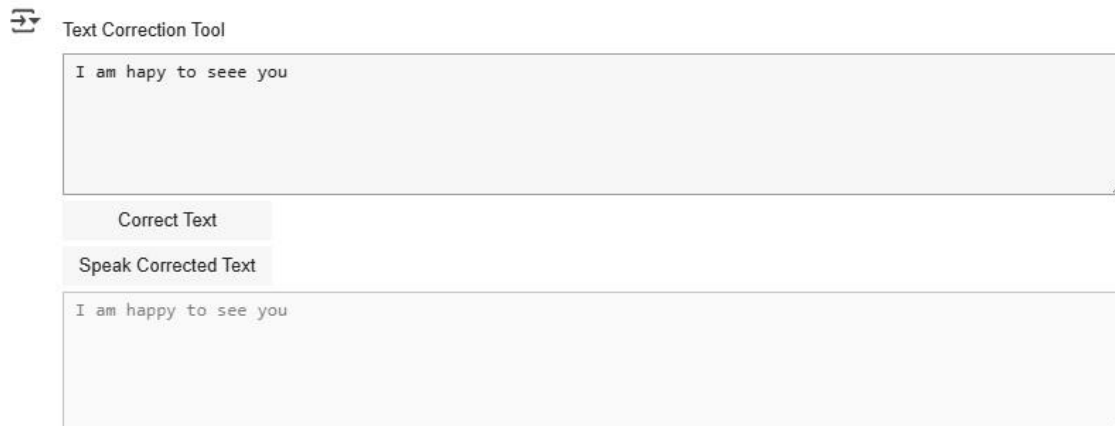 Text Correction Tool
I am hapy to seee you
Correct Text
Speak Corrected Text
I am happy to see you